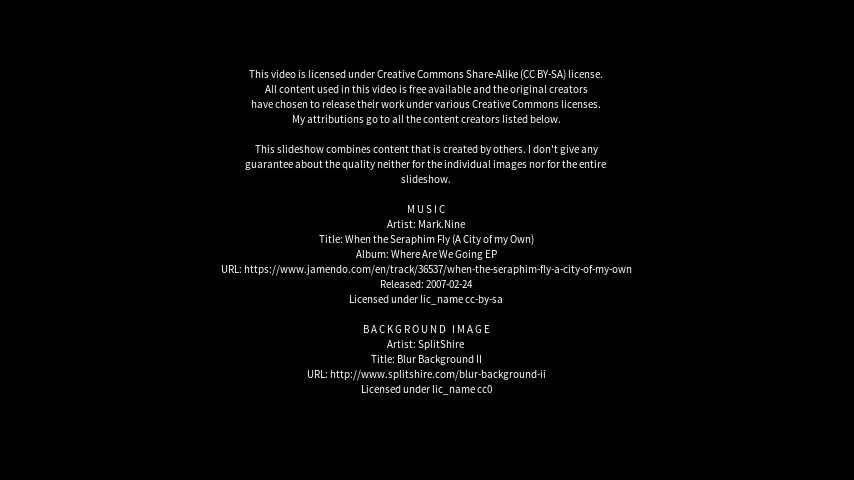 This video is licensed under Creative Commons Share-Alike (CC BY-SA) license.
All content used in this video is free available and the original creators
have chosen to release their work under various Creative Commons licenses.
My attributions go to all the content creators listed below.
This slideshow combines content that is created by others. I don't give any
guarantee about the quality neither for the individual images nor for the entire
slideshow.
MUSIC
Artist: Mark.Nine
Title: When the Seraphim Fly (A City of my Own)
Album: Where Are We Going EP
URL: https://www.jamendo.com/en/track/36537/when-the-seraphim-fly-a-city-of-my-own
Released: 2007-02-24
Licensed under lic_name cc-by-sa
BACKGROUND IMAGE
Artist: SplitShire
Title: Blur Background II
URL: http://www.splitshire.com/blur-background-ii
Licensed under lic_name cc0